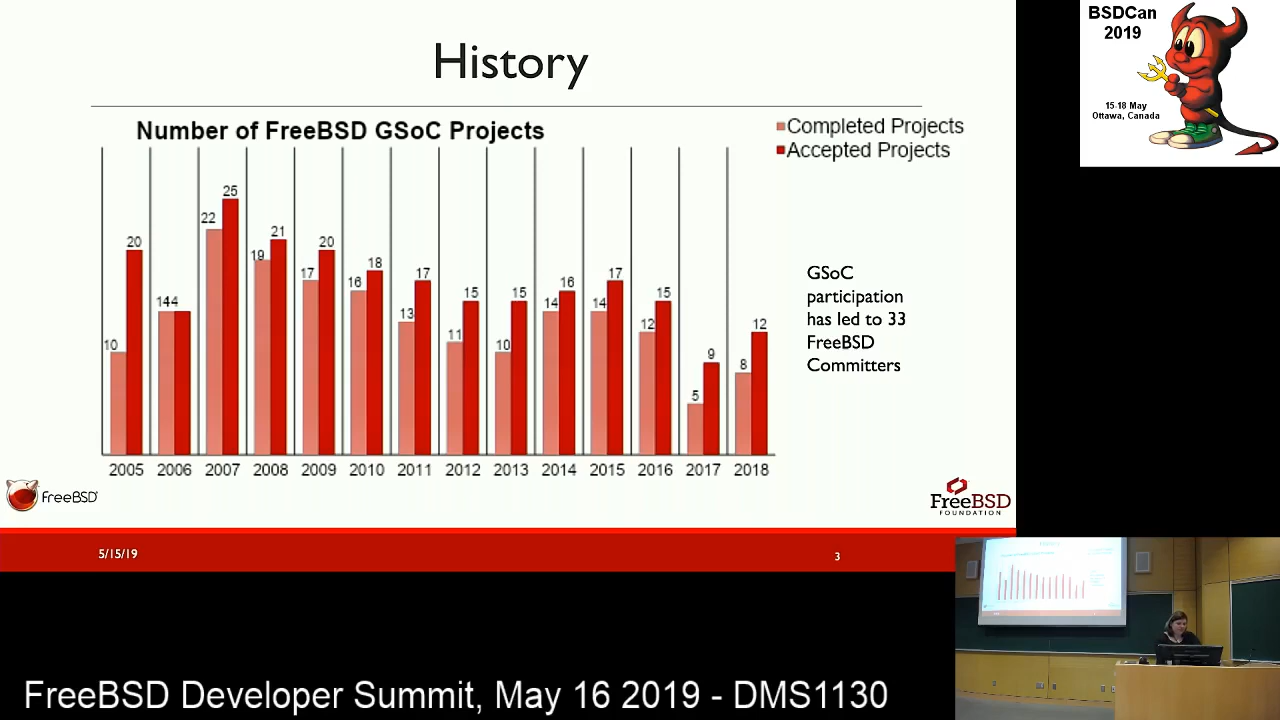 History
Number of FreeBSD GSoC Projects
Completed Projects
Accepted Projects
10 20
144
22 25
19 21
17 20
16 18
13 17
11 15
10 15
14 16
14 17
12 15
5 9
8 12
2005 2006 2007 2008 2009 2010 2011 2012 2013 2014 2015 2016 2017 2018
GSoC
participation
has led to 33
FreeBSD
Committers
FreeBSD
FreeBSD
FOUNDATION
5/15/19
3
BSDCan
2019
15-18 May
Ottawa, Canada
FreeBSD Developer Summit, May 16 2019 - DMS1130